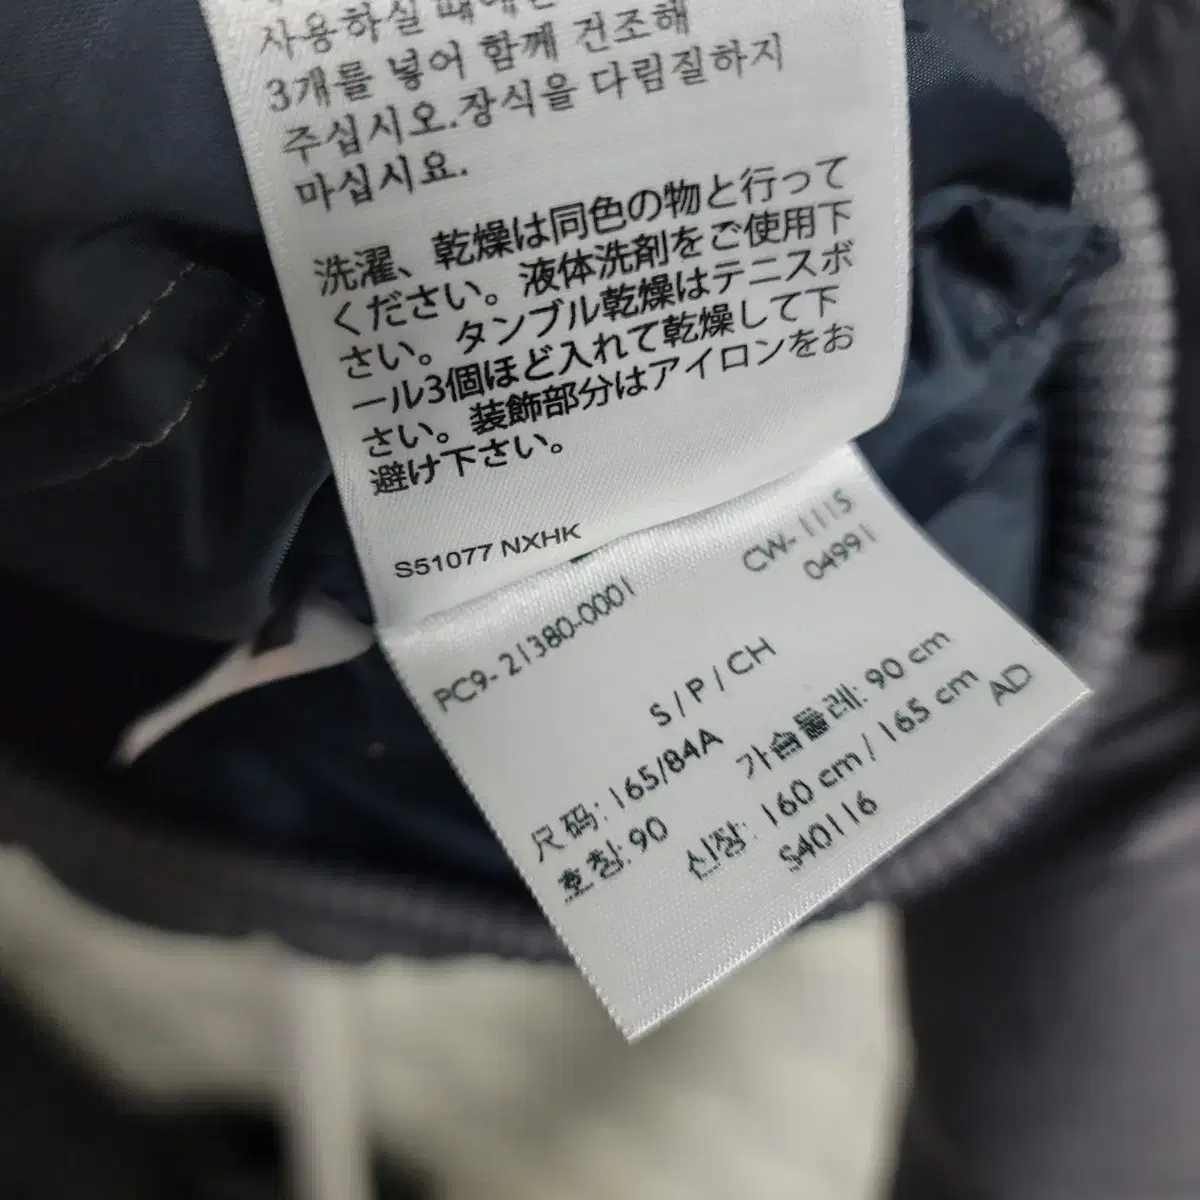 사용하실 때에는
3개를 넣어 함께 건조해
주십시오.장식을 다림질하지
마십시요.
洗濯、乾燥は同色の物と行って
ください。液体洗剤をご使用下
さい。タンブル乾燥はテニスボ
ール3個ほど入れて乾燥して下
さい。装飾部分はアイロンをお
避け下さい。
S51077 NXHK
PC9-21380-0001
CW-1115
04991
S / P / CH
尺码: 165/84A
가슴둘레: 90 cm
호칭: 90
신장: 160 cm / 165 cm
AD
S40116